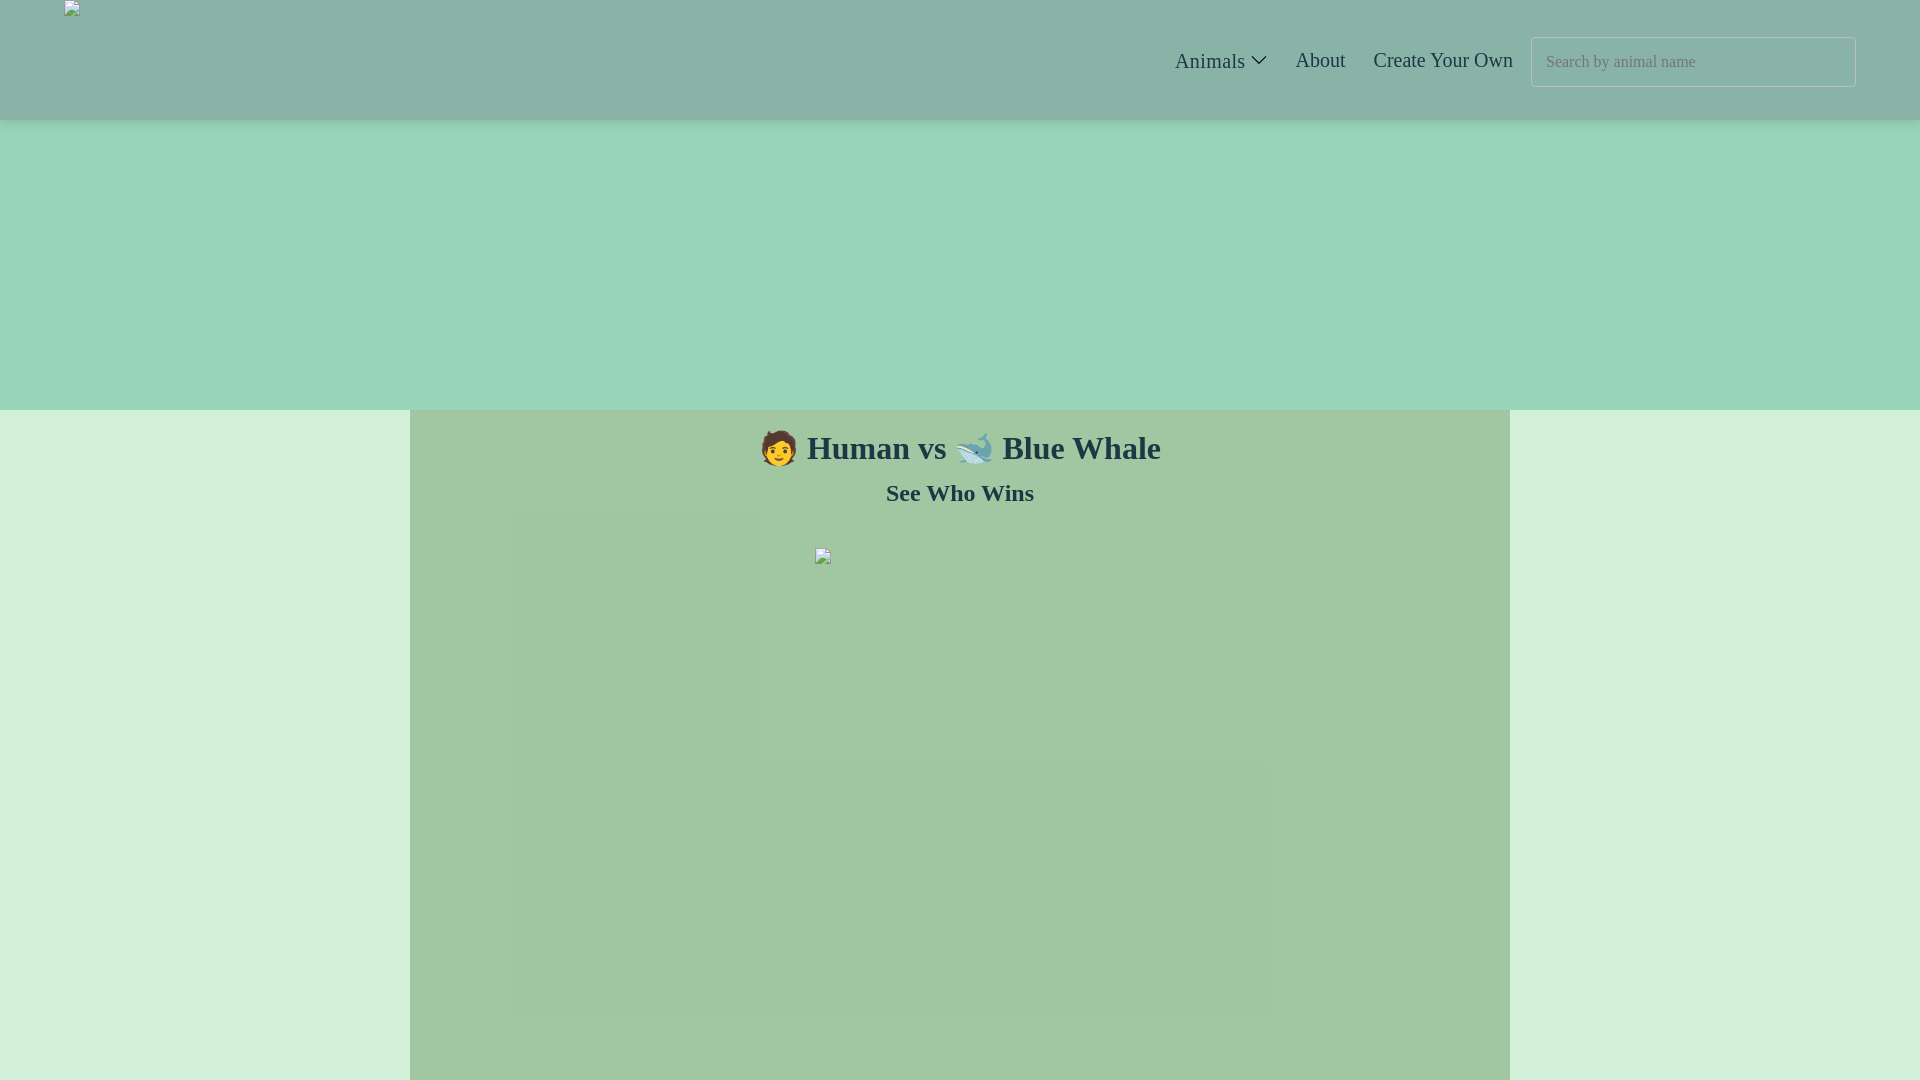 Animals
About
Create Your Own
Search by animal name
🧑 Human vs 🐋 Blue Whale
See Who Wins